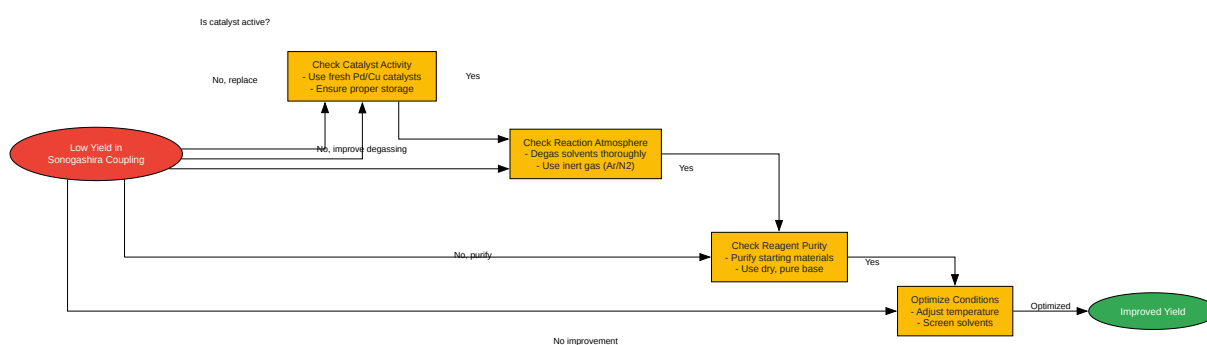 Is catalyst active?
Check Catalyst Activity
- Use fresh Pd/Cu catalysts
- Ensure proper storage
No, replace
Yes
Low Yield in
Sonogashira Coupling
No, improve degassing
Check Reaction Atmosphere
- Degas solvents thoroughly
- Use inert gas (Ar/N2)
Yes
No, purify
Check Reagent Purity
- Purify starting materials
- Use dry, pure base
Yes
Optimize Conditions
- Adjust temperature
- Screen solvents
Optimized
Improved Yield
No improvement